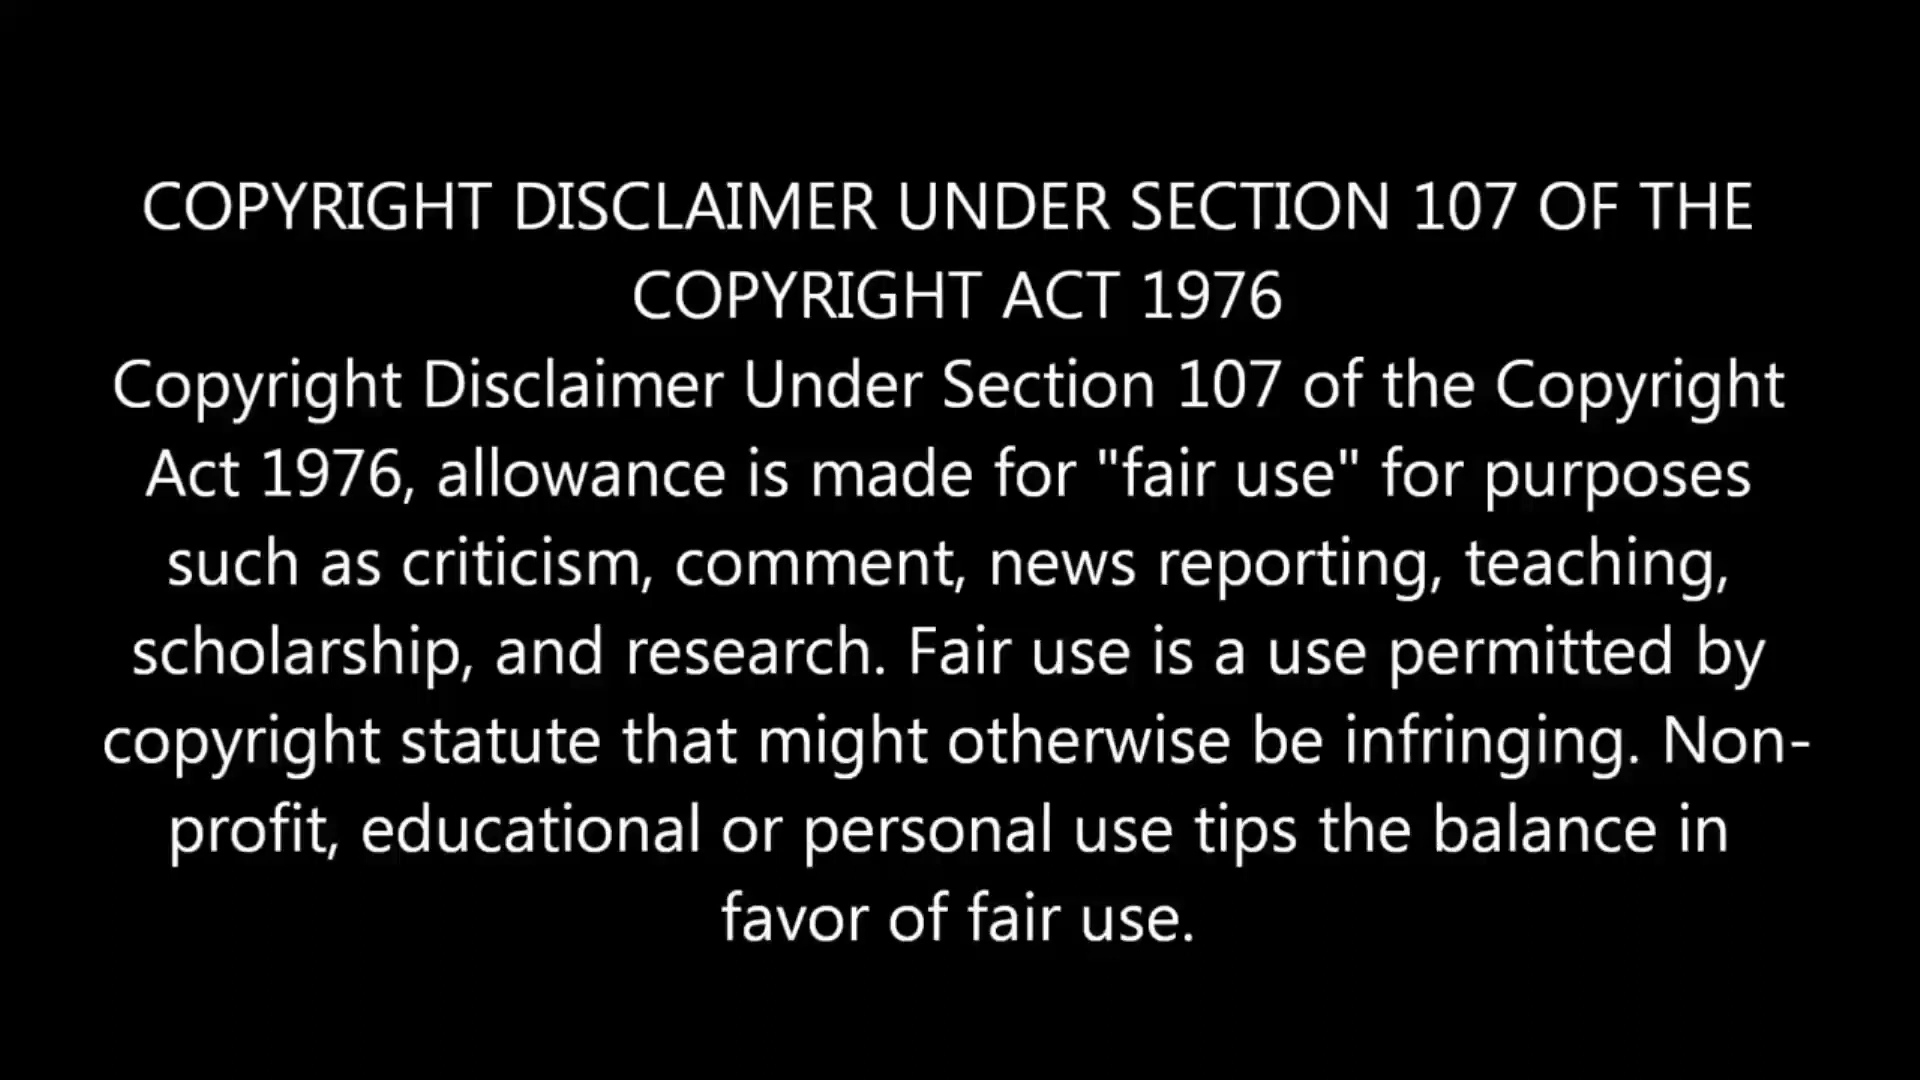 COPYRIGHT DISCLAIMER UNDER SECTION 107 OF THE
COPYRIGHT ACT 1976
Copyright Disclaimer Under Section 107 of the Copyright
Act 1976, allowance is made for "fair use" for purposes
such as criticism, comment, news reporting, teaching,
scholarship, and research. Fair use is a use permitted by
copyright statute that might otherwise be infringing. Non-
profit, educational or personal use tips the balance in
favor of fair use.